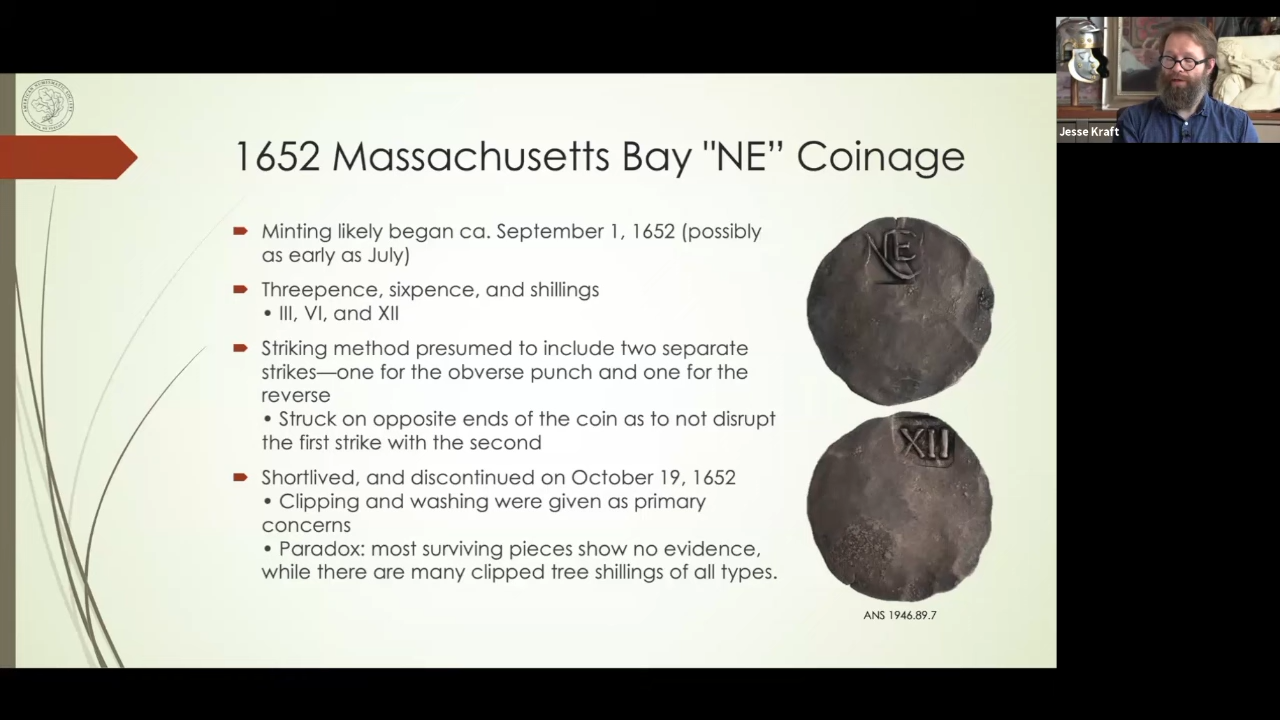 1652 Massachusetts Bay "NE” Coinage
Minting likely began ca. September 1, 1652 (possibly
as early as July)
Threepence, sixpence, and shillings
• III, VI, and XII
Striking method presumed to include two separate
strikes—one for the obverse punch and one for the
reverse
• Struck on opposite ends of the coin as to not disrupt
the first strike with the second
Shortlived, and discontinued on October 19, 1652
• Clipping and washing were given as primary
concerns
• Paradox: most surviving pieces show no evidence,
while there are many clipped tree shillings of all types.
NE
XII
ANS 1946.89.7
Jesse Kraft